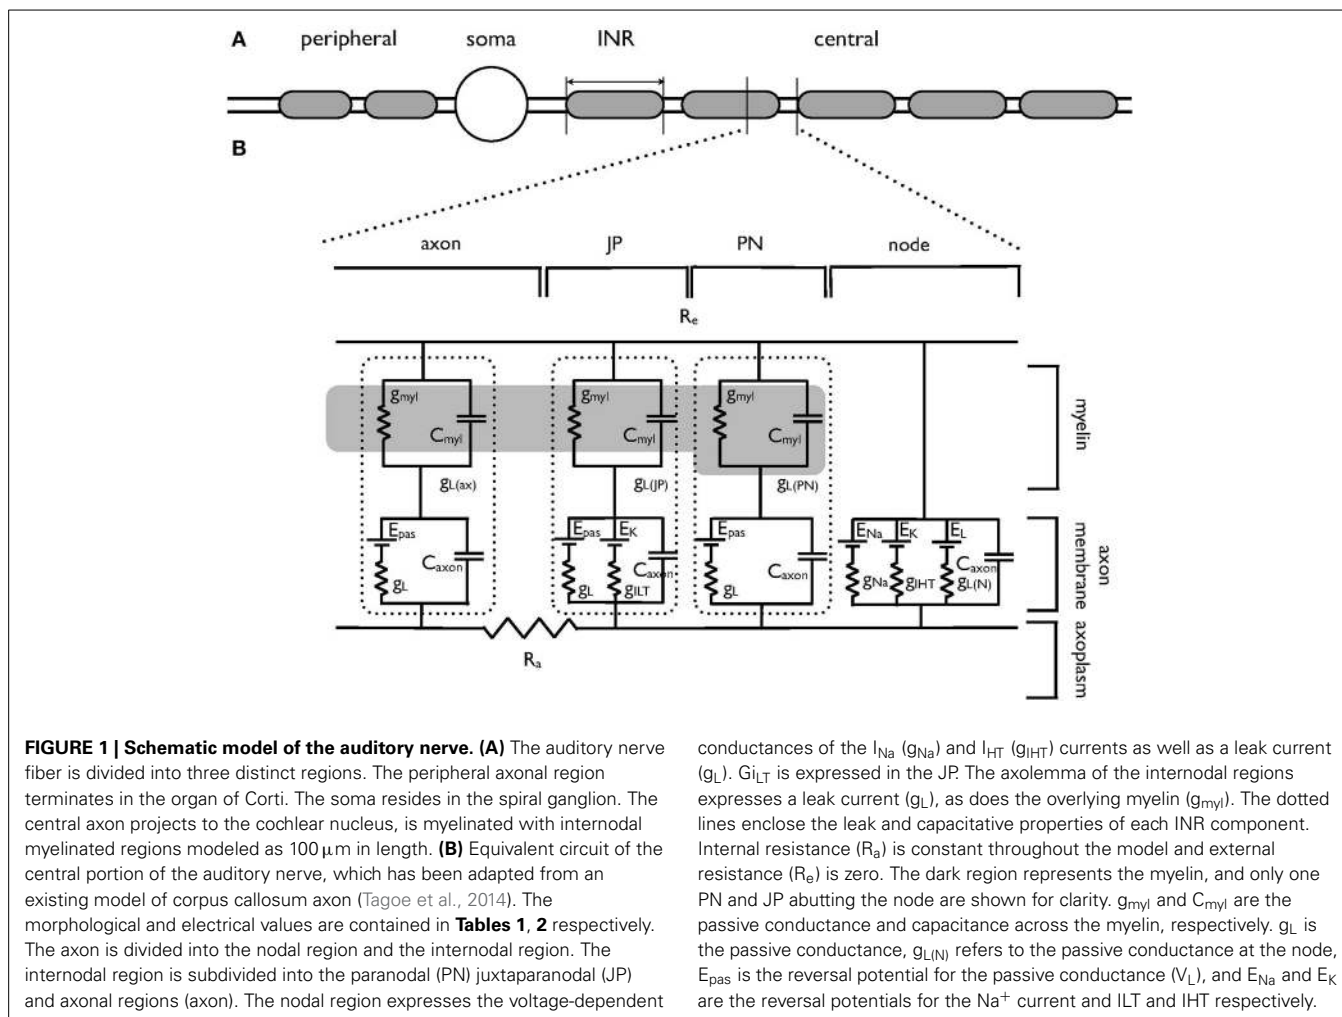 A peripheral soma INR central
B
axon JP PN node
Re
gmyl gmyl gmyl
Cmyl Cmyl Cmyl
myelin
gL(ax) gL(JP) gL(PN)
Epas Epas EK Epas ENa EK EL
Caxon Caxon Caxon Caxon
gL gL gILT gL gNa gIHT gL(N)
axon
membrane
axoplasm
Ra
FIGURE 1 | Schematic model of the auditory nerve. (A) The auditory nerve
fiber is divided into three distinct regions. The peripheral axonal region
terminates in the organ of Corti. The soma resides in the spiral ganglion. The
central axon projects to the cochlear nucleus, is myelinated with internodal
myelinated regions modeled as 100 μm in length. (B) Equivalent circuit of the
central portion of the auditory nerve, which has been adapted from an
existing model of corpus callosum axon (Tagoe et al., 2014). The
morphological and electrical values are contained in Tables 1, 2 respectively.
The axon is divided into the nodal region and the internodal region. The
internodal region is subdivided into the paranodal (PN) juxtaparanodal (JP)
and axonal regions (axon). The nodal region expresses the voltage-dependent
conductances of the INa (gNa) and IHT (gIHT) currents as well as a leak current
(gL). GiLT is expressed in the JP. The axolemma of the internodal regions
expresses a leak current (gL), as does the overlying myelin (gmyl). The dotted
lines enclose the leak and capacitative properties of each INR component.
Internal resistance (Ra) is constant throughout the model and external
resistance (Re) is zero. The dark region represents the myelin, and only one
PN and JP abutting the node are shown for clarity. gmyl and Cmyl are the
passive conductance and capacitance across the myelin, respectively. gL is
the passive conductance, gL(N) refers to the passive conductance at the node,
Epas is the reversal potential for the passive conductance (VL), and ENa and EK
are the reversal potentials for the Na+ current and ILT and IHT respectively.